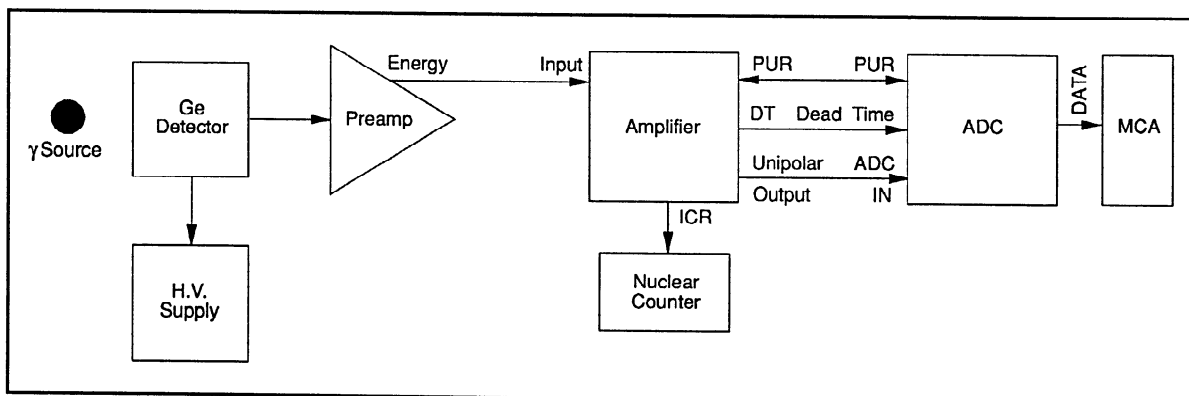 γ Source
Ge
Detector
H.V.
Supply
Preamp
Energy
Input
Amplifier
PUR PUR
DT Dead Time
Unipolar ADC
Output IN
ICR
Nuclear
Counter
ADC
DATA
MCA